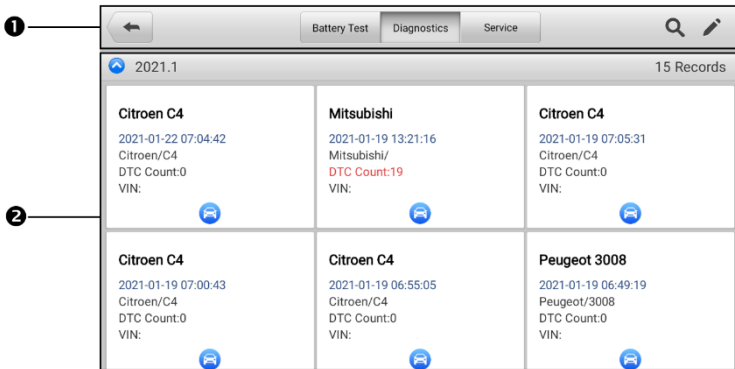 ❶
Battery Test Diagnostics Service
2021.1 15 Records
❷
Citroen C4
2021-01-22 07:04:42
Citroen/C4
DTC Count:0
VIN:
Mitsubishi
2021-01-19 13:21:16
Mitsubishi/
DTC Count:19
VIN:
Citroen C4
2021-01-19 07:05:31
Citroen/C4
DTC Count:0
VIN:
Citroen C4
2021-01-19 07:00:43
Citroen/C4
DTC Count:0
VIN:
Citroen C4
2021-01-19 06:55:05
Citroen/C4
DTC Count:0
VIN:
Peugeot 3008
2021-01-19 06:49:19
Peugeot/3008
DTC Count:0
VIN: